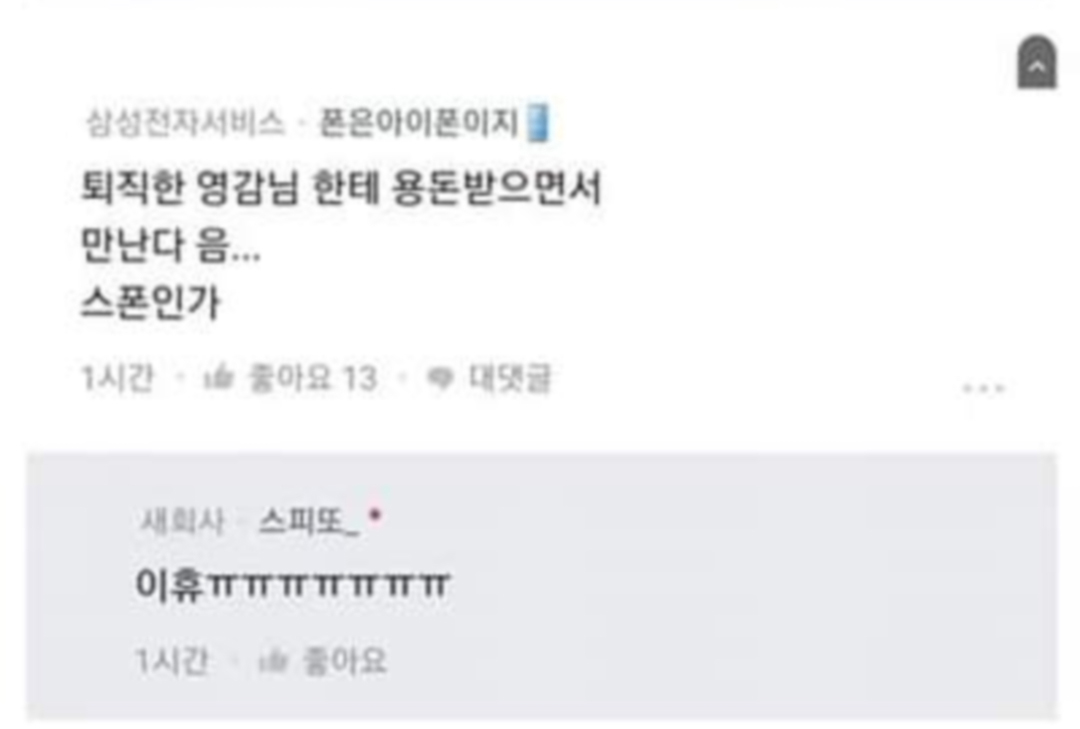 삼성전자서비스 · 폰은아이폰이지
퇴직한 영감님 한테 용돈받으면서
만난다 음...
스폰인가
1시간 · 좋아요 13 · 대댓글
새회사 · 스피또_
이휴ㅠㅠㅠㅠㅠㅠㅠ
1시간 · 좋아요